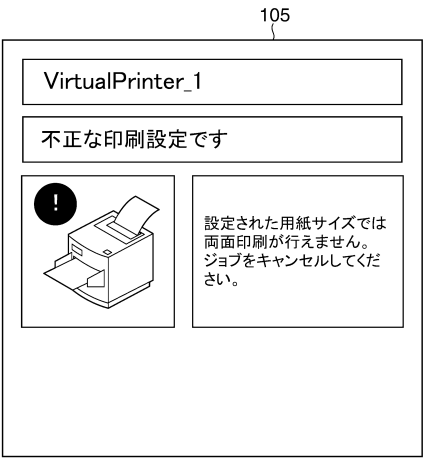 105
VirtualPrinter_1
不正な印刷設定です
!
設定された用紙サイズでは
両面印刷が行えません。
ジョブをキャンセルしてくだ
さい。